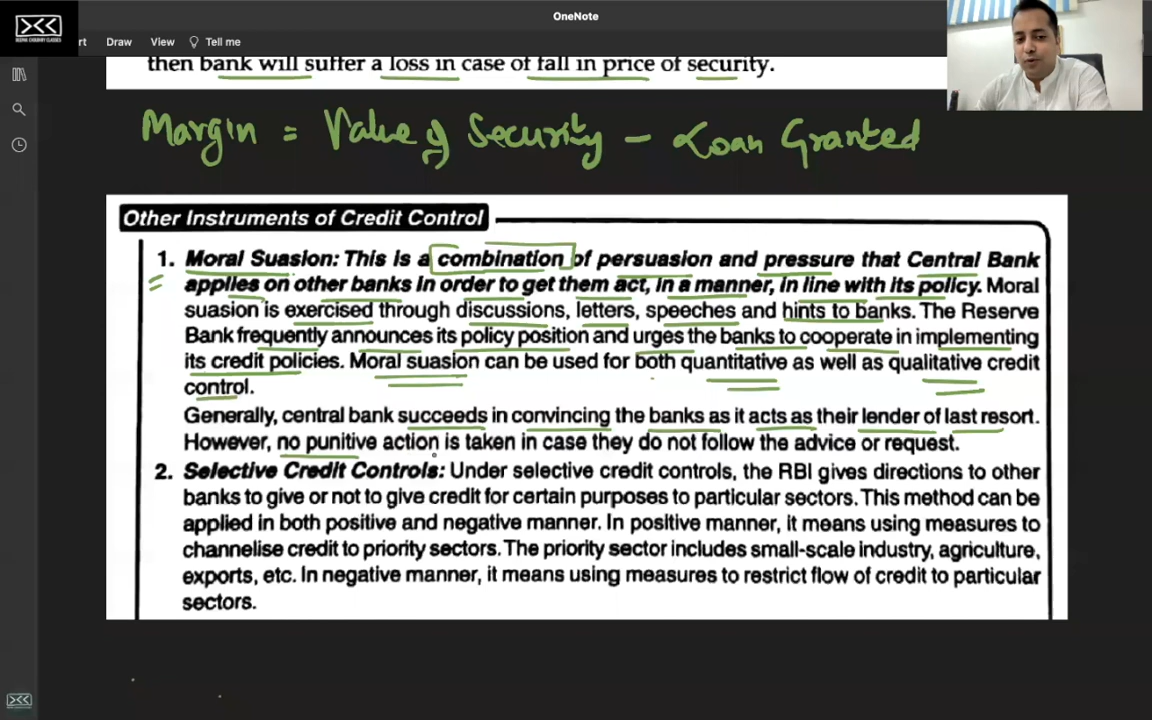 OneNote
rt Draw View Tell me
then bank will suffer a loss in case of fall in price of security.
Margin = Value of Security - Loan Granted
Other Instruments of Credit Control
1. Moral Suasion: This is a combination of persuasion and pressure that Central Bank
applies on other banks in order to get them act, in a manner, in line with its policy. Moral
suasion is exercised through discussions, letters, speeches and hints to banks. The Reserve
Bank frequently announces its policy position and urges the banks to cooperate in implementing
its credit policies. Moral suasion can be used for both quantitative as well as qualitative credit
control.
Generally, central bank succeeds in convincing the banks as it acts as their lender of last resort.
However, no punitive action is taken in case they do not follow the advice or request.
2. Selective Credit Controls: Under selective credit controls, the RBI gives directions to other
banks to give or not to give credit for certain purposes to particular sectors. This method can be
applied in both positive and negative manner. In positive manner, it means using measures to
channelise credit to priority sectors. The priority sector includes small-scale industry, agriculture,
exports, etc. In negative manner, it means using measures to restrict flow of credit to particular
sectors.